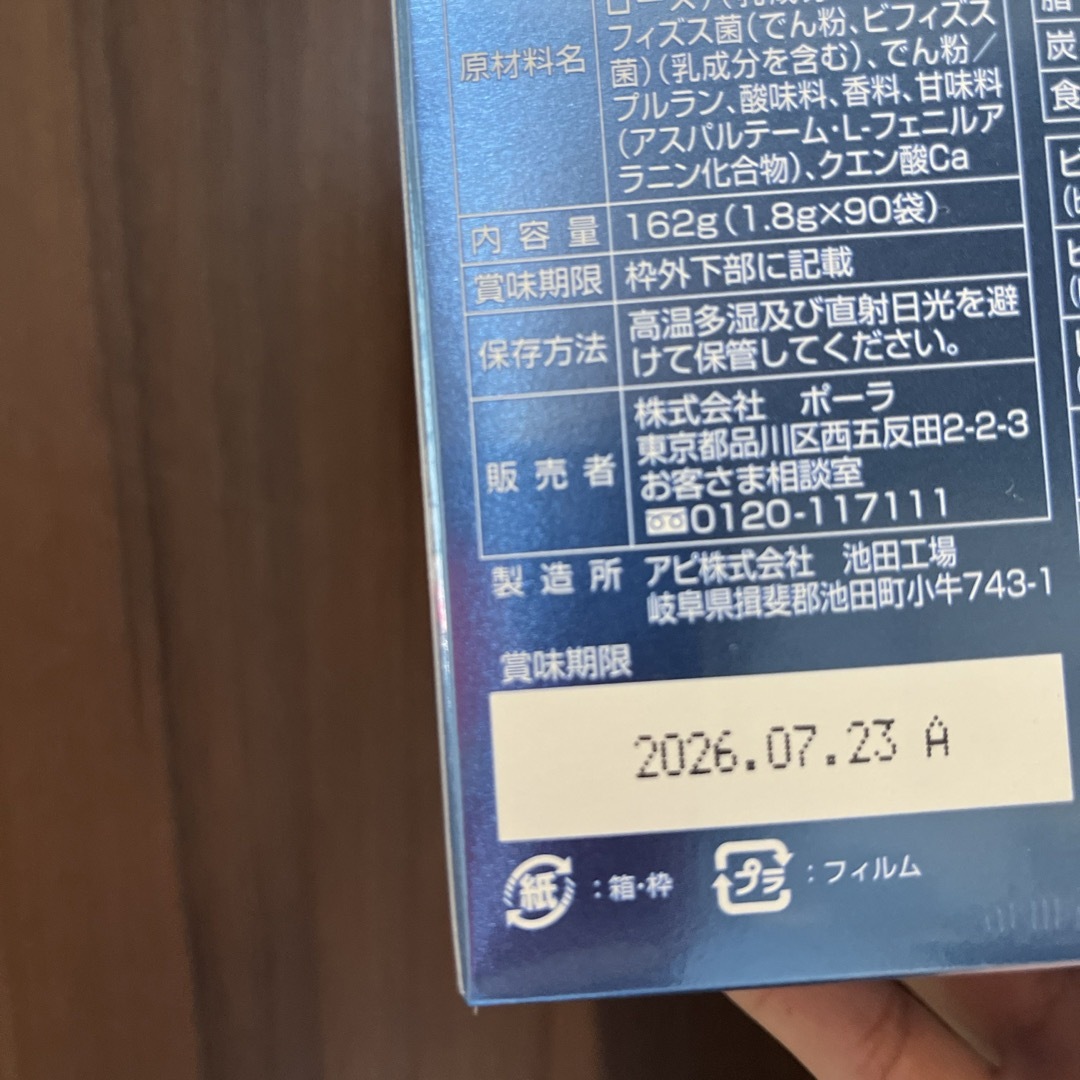 原材料名
フィズス菌(でん粉、ビフィズス
菌)(乳成分を含む)、でん粉/
プルラン、酸味料、香料、甘味料
(アスパルテーム・L-フェニルア
ラニン化合物)、クエン酸Ca
内容量 162g(1.8g×90袋)
賞味期限 枠外下部に記載
保存方法 高温多湿及び直射日光を避
けて保管してください。
販売者 株式会社 ポーラ
東京都品川区西五反田2-2-3
お客さま相談室
0120-117111
製造所 アピ株式会社 池田工場
岐阜県揖斐郡池田町小牛743-1
賞味期限
2026.07.23 A
紙 :箱・枠 プラ :フィルム
炭
食